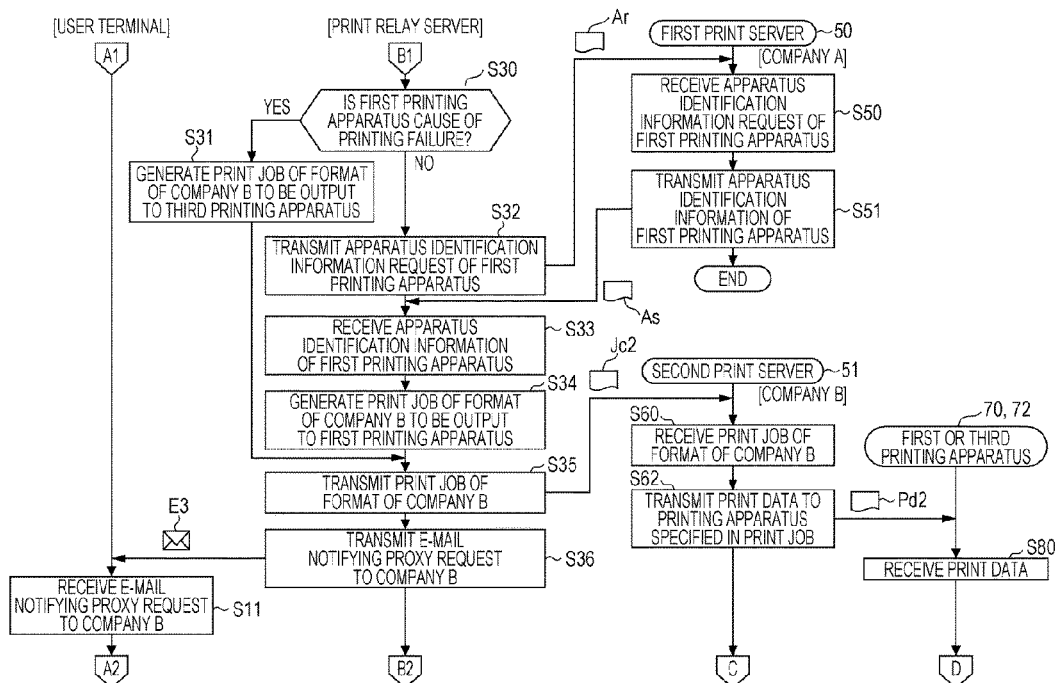 [USER TERMINAL]
A1
[PRINT RELAY SERVER]
B1
S30
IS FIRST PRINTING
APPARATUS CAUSE OF
PRINTING FAILURE?
YES
NO
S31
GENERATE PRINT JOB OF FORMAT
OF COMPANY B TO BE OUTPUT
TO THIRD PRINTING APPARATUS
S32
TRANSMIT APPARATUS IDENTIFICATION
INFORMATION REQUEST OF FIRST
PRINTING APPARATUS
Ar
FIRST PRINT SERVER
50
[COMPANY A]
RECEIVE APPARATUS
IDENTIFICATION
INFORMATION REQUEST OF
FIRST PRINTING APPARATUS
S50
TRANSMIT APPARATUS
IDENTIFICATION
INFORMATION OF
FIRST PRINTING APPARATUS
S51
END
As
RECEIVE APPARATUS
IDENTIFICATION INFORMATION
OF FIRST PRINTING APPARATUS
S33
GENERATE PRINT JOB OF FORMAT
OF COMPANY B TO BE OUTPUT
TO FIRST PRINTING APPARATUS
S34
Jc2
TRANSMIT PRINT JOB OF
FORMAT OF COMPANY B
S35
SECOND PRINT SERVER
51
[COMPANY B]
S60
RECEIVE PRINT JOB OF
FORMAT OF COMPANY B
S62
TRANSMIT PRINT DATA TO
PRINTING APPARATUS
SPECIFIED IN PRINT JOB
Pd2
70, 72
FIRST OR THIRD
PRINTING APPARATUS
S80
RECEIVE PRINT DATA
E3
TRANSMIT E-MAIL
NOTIFYING PROXY REQUEST
TO COMPANY B
S36
RECEIVE E-MAIL
NOTIFYING PROXY REQUEST
TO COMPANY B
S11
A2
B2
C
D